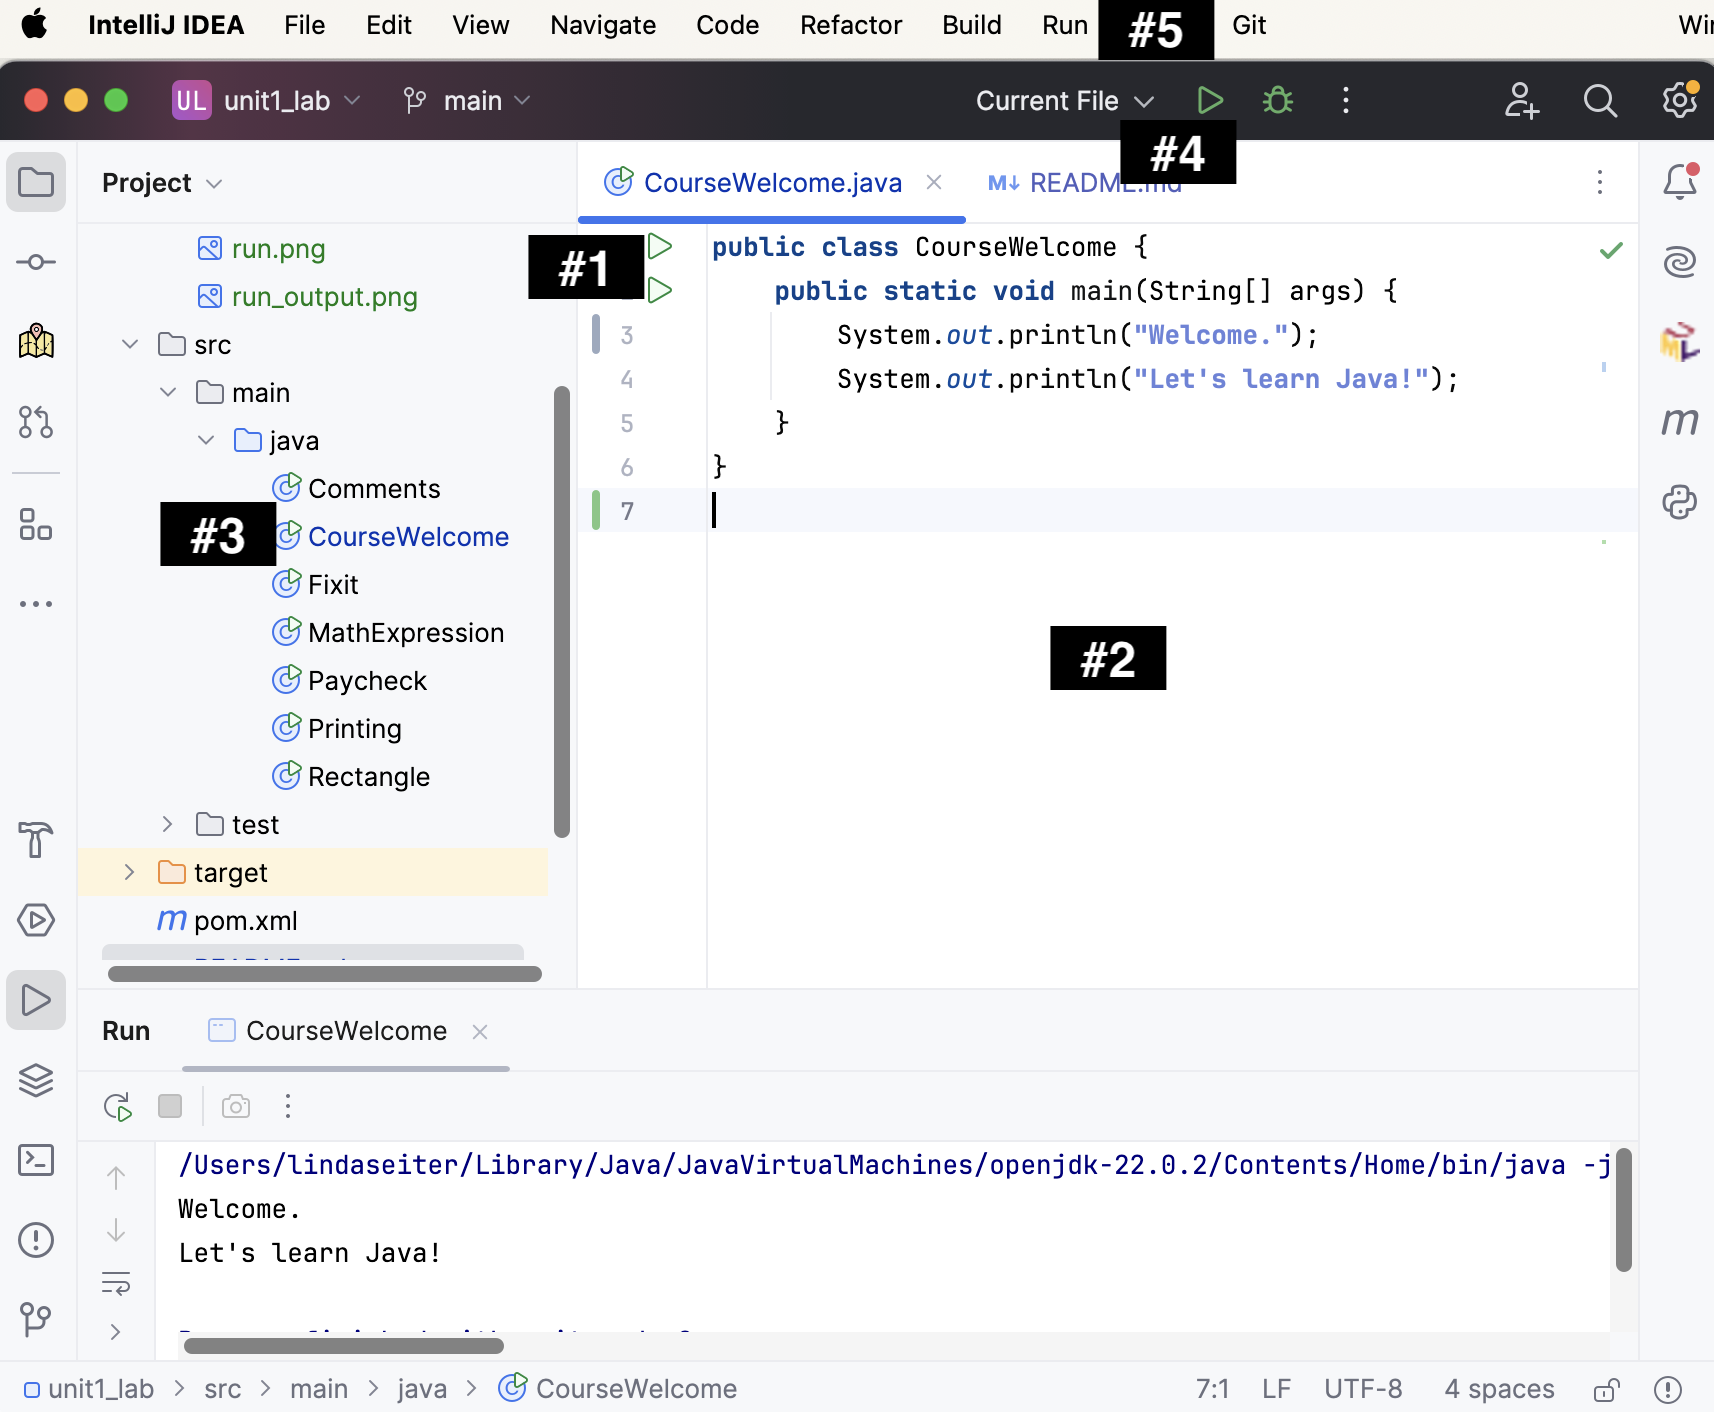 IntelliJ IDEA File Edit View Navigate Code Refactor Build Run #5 Git
UL unit1_lab main Current File
#4
Project
CourseWelcome.java
M↓ README.md
run.png
run_output.png
src
main
java
Comments
#3 CourseWelcome
Fixit
MathExpression
Paycheck
Printing
Rectangle
test
target
m pom.xml
#1
public class CourseWelcome {
public static void main(String[] args) {
3 System.out.println("Welcome.");
4 System.out.println("Let's learn Java!");
5 }
6 }
7
#2
m
Run CourseWelcome
/Users/lindaseiter/Library/Java/JavaVirtualMachines/openjdk-22.0.2/Contents/Home/bin/java -j
Welcome.
Let's learn Java!
unit1_lab > src > main > java > CourseWelcome 7:1 LF UTF-8 4 spaces